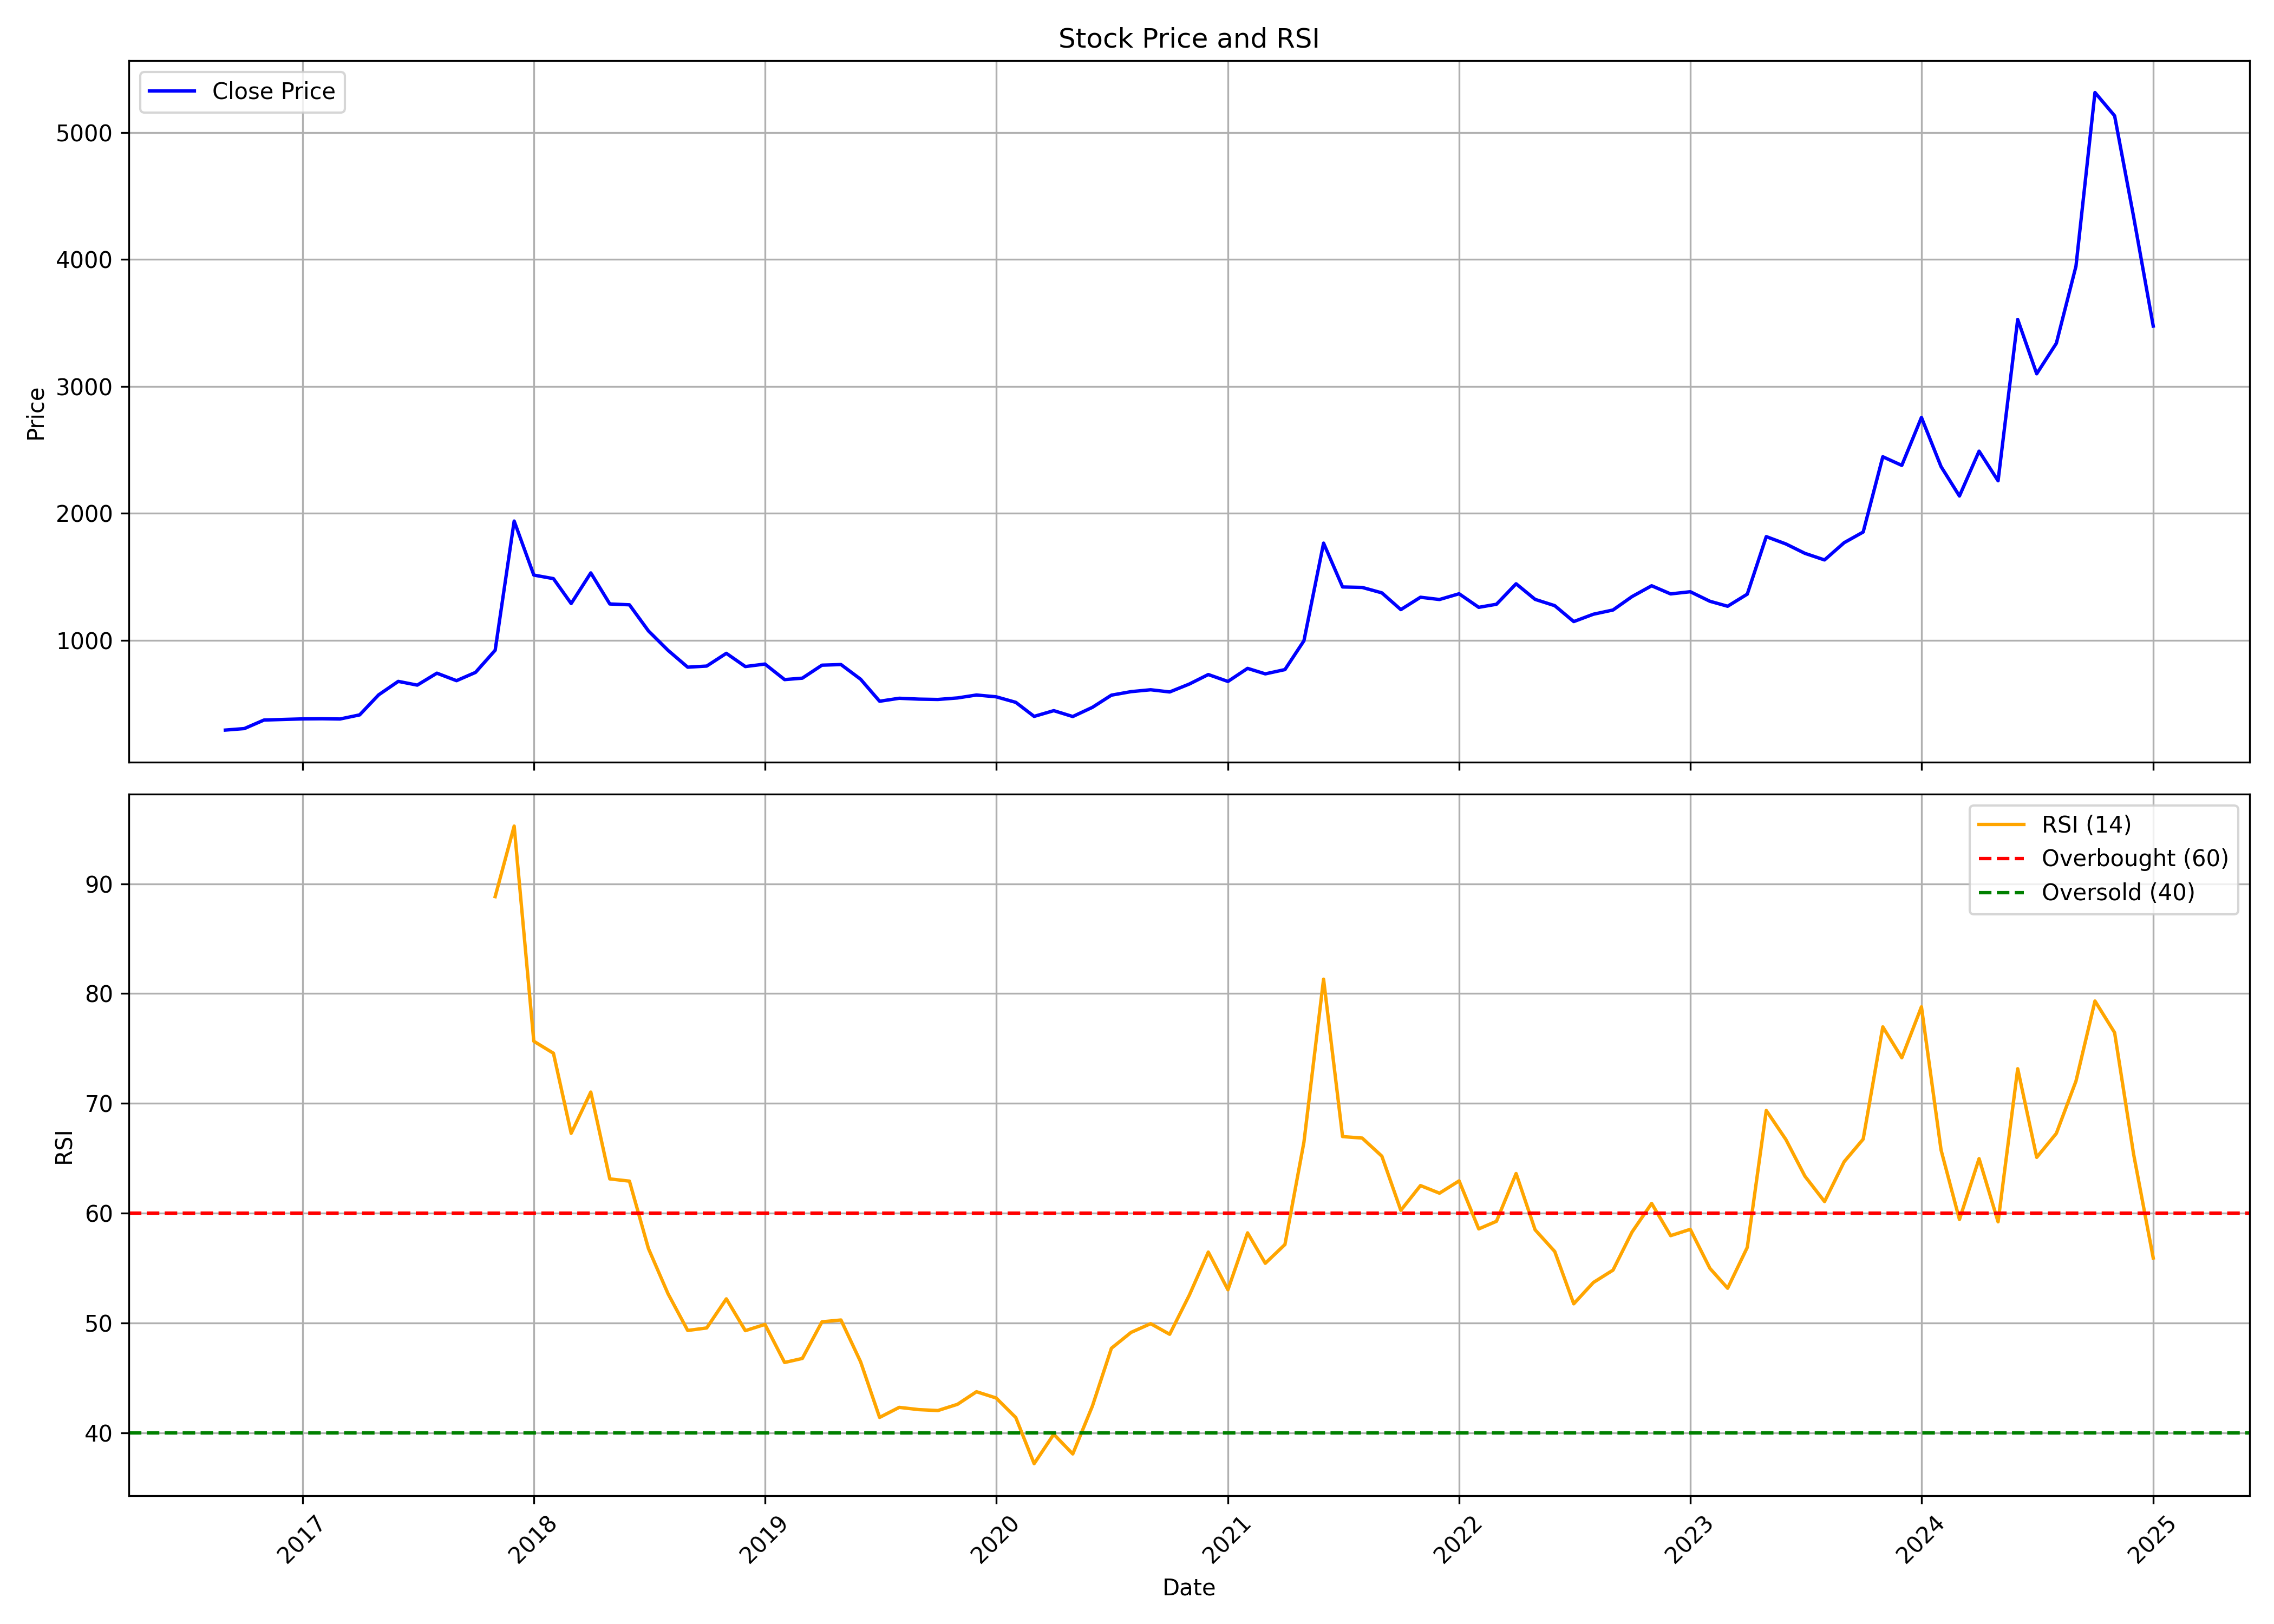 Stock Price and RSI
Close Price
5000
4000
3000
2000
1000
Price
RSI (14)
Overbought (60)
Oversold (40)
90
80
70
60
50
40
RSI
2017
2018
2019
2020
2021
2022
2023
2024
2025
Date